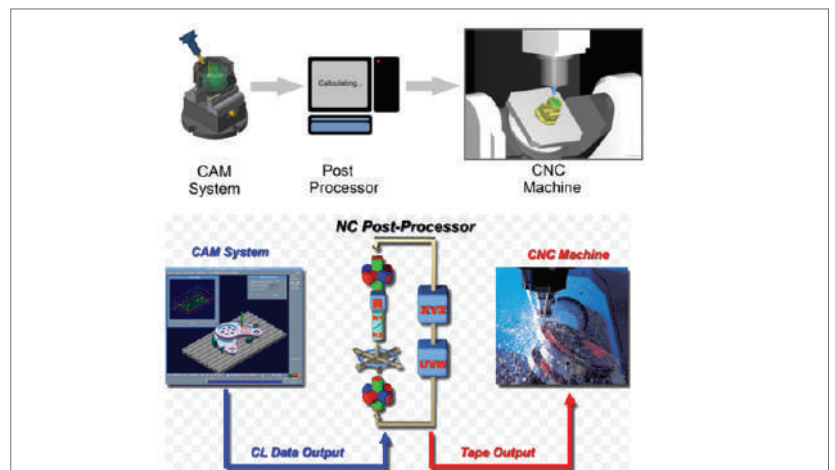 Calculating...
CAM
System
Post
Processor
CNC
Machine
NC Post-Processor
CAM System
CNC Machine
XYZ
UVW
CL Data Output
Tape Output